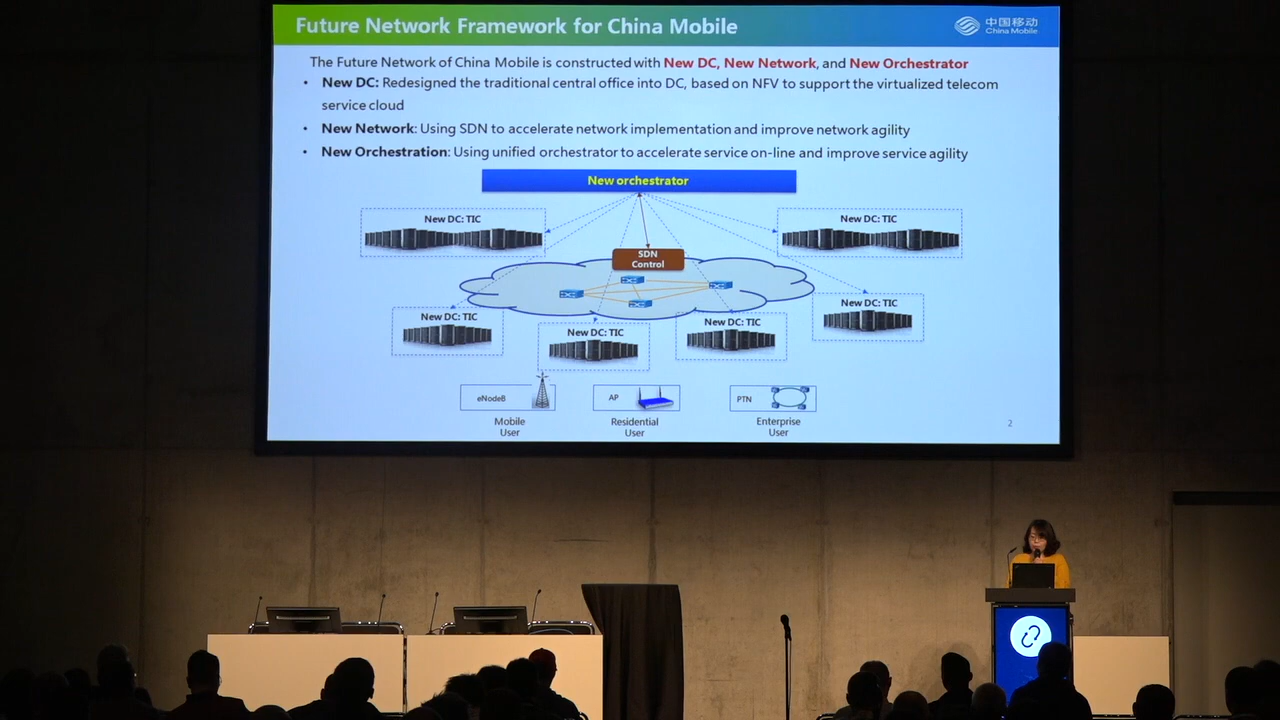 Future Network Framework for China Mobile
中国移动
China Mobile
The Future Network of China Mobile is constructed with New DC, New Network, and New Orchestrator
• New DC: Redesigned the traditional central office into DC, based on NFV to support the virtualized telecom
service cloud
• New Network: Using SDN to accelerate network implementation and improve network agility
• New Orchestration: Using unified orchestrator to accelerate service on-line and improve service agility
New orchestrator
New DC: TIC
New DC: TIC
SDN
Control
New DC: TIC
New DC: TIC
New DC: TIC
New DC: TIC
eNodeB
AP
PTN
Mobile
User
Residential
User
Enterprise
User
2